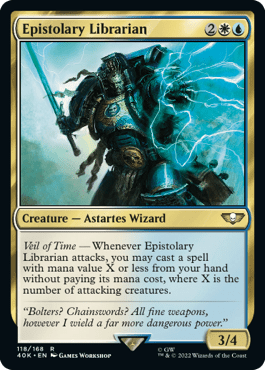 Epistolary Librarian 2
Creature — Astartes Wizard
Veil of Time — Whenever Epistolary
Librarian attacks, you may cast a spell
with mana value X or less from your hand
without paying its mana cost, where X is the
number of attacking creatures.
“Bolters? Chainswords? All fine weapons,
however I wield a far more dangerous power.”
3/4
118/168 R
40K • EN Games Workshop
© GW
™ & © 2022 Wizards of the Coast